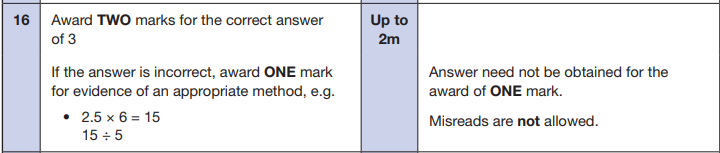 16
Award TWO marks for the correct answer
of 3
Up to
2m
If the answer is incorrect, award ONE mark
for evidence of an appropriate method, e.g.
• 2.5 × 6 = 15
15 ÷ 5
Answer need not be obtained for the
award of ONE mark.
Misreads are not allowed.